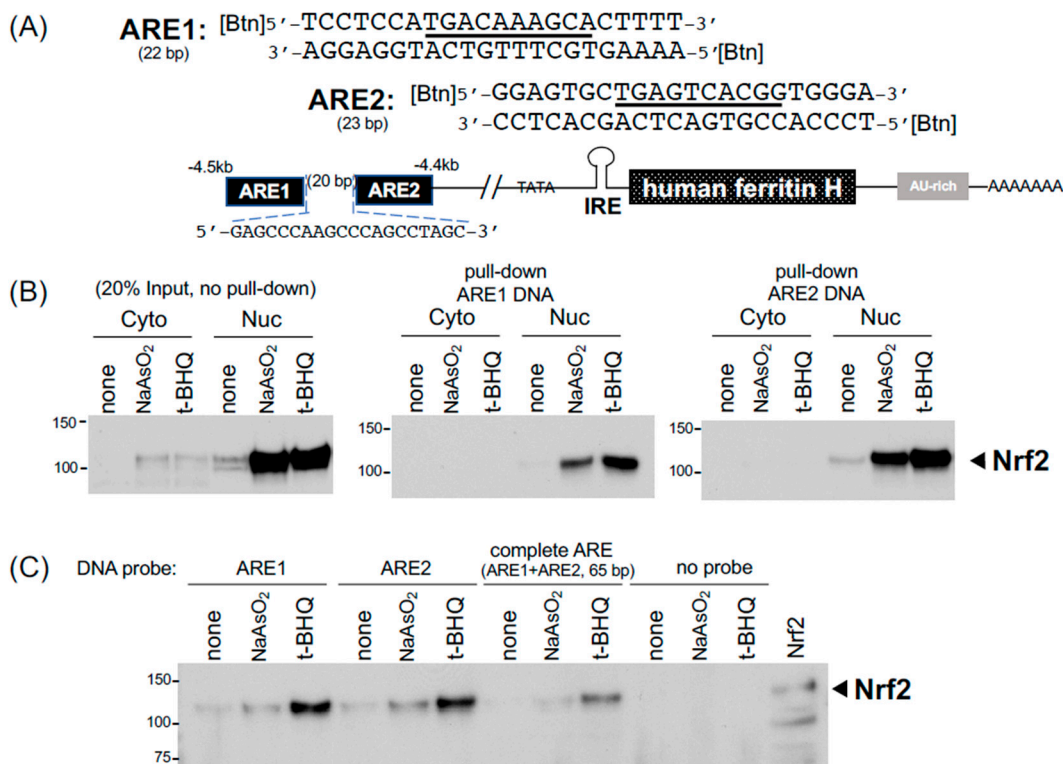 (A)
ARE1:
(22 bp)
[Btn]5'-TCCTCCATGACAAAGCACTTTT-3'
3'-AGGAGGTACTGTTTCGTGAAAA-5'[Btn]
ARE2:
(23 bp)
[Btn]5'-GGAGTGCTGAGTCACGGTGGGA-3'
3'-CCTCACGACTCAGTGCCACCCT-5'[Btn]
-4.5kb
-4.4kb
ARE1
(20 bp)
ARE2
//
TATA
IRE
human ferritin H
AU-rich
AAAAAAA
5'-GAGCCCAAGCCCAGCCTAGC-3'
(B)
(20% Input, no pull-down)
Cyto Nuc
none NaAsO2 t-BHQ none NaAsO2 t-BHQ
150
100
pull-down
ARE1 DNA
Cyto Nuc
none NaAsO2 t-BHQ none NaAsO2 t-BHQ
150
100
pull-down
ARE2 DNA
Cyto Nuc
none NaAsO2 t-BHQ none NaAsO2 t-BHQ
150
100
Nrf2
(C)
DNA probe:
ARE1
ARE2
complete ARE
(ARE1+ARE2, 65 bp)
no probe
none NaAsO2 t-BHQ none NaAsO2 t-BHQ none NaAsO2 t-BHQ none NaAsO2 t-BHQ Nrf2
150
100
75
Nrf2